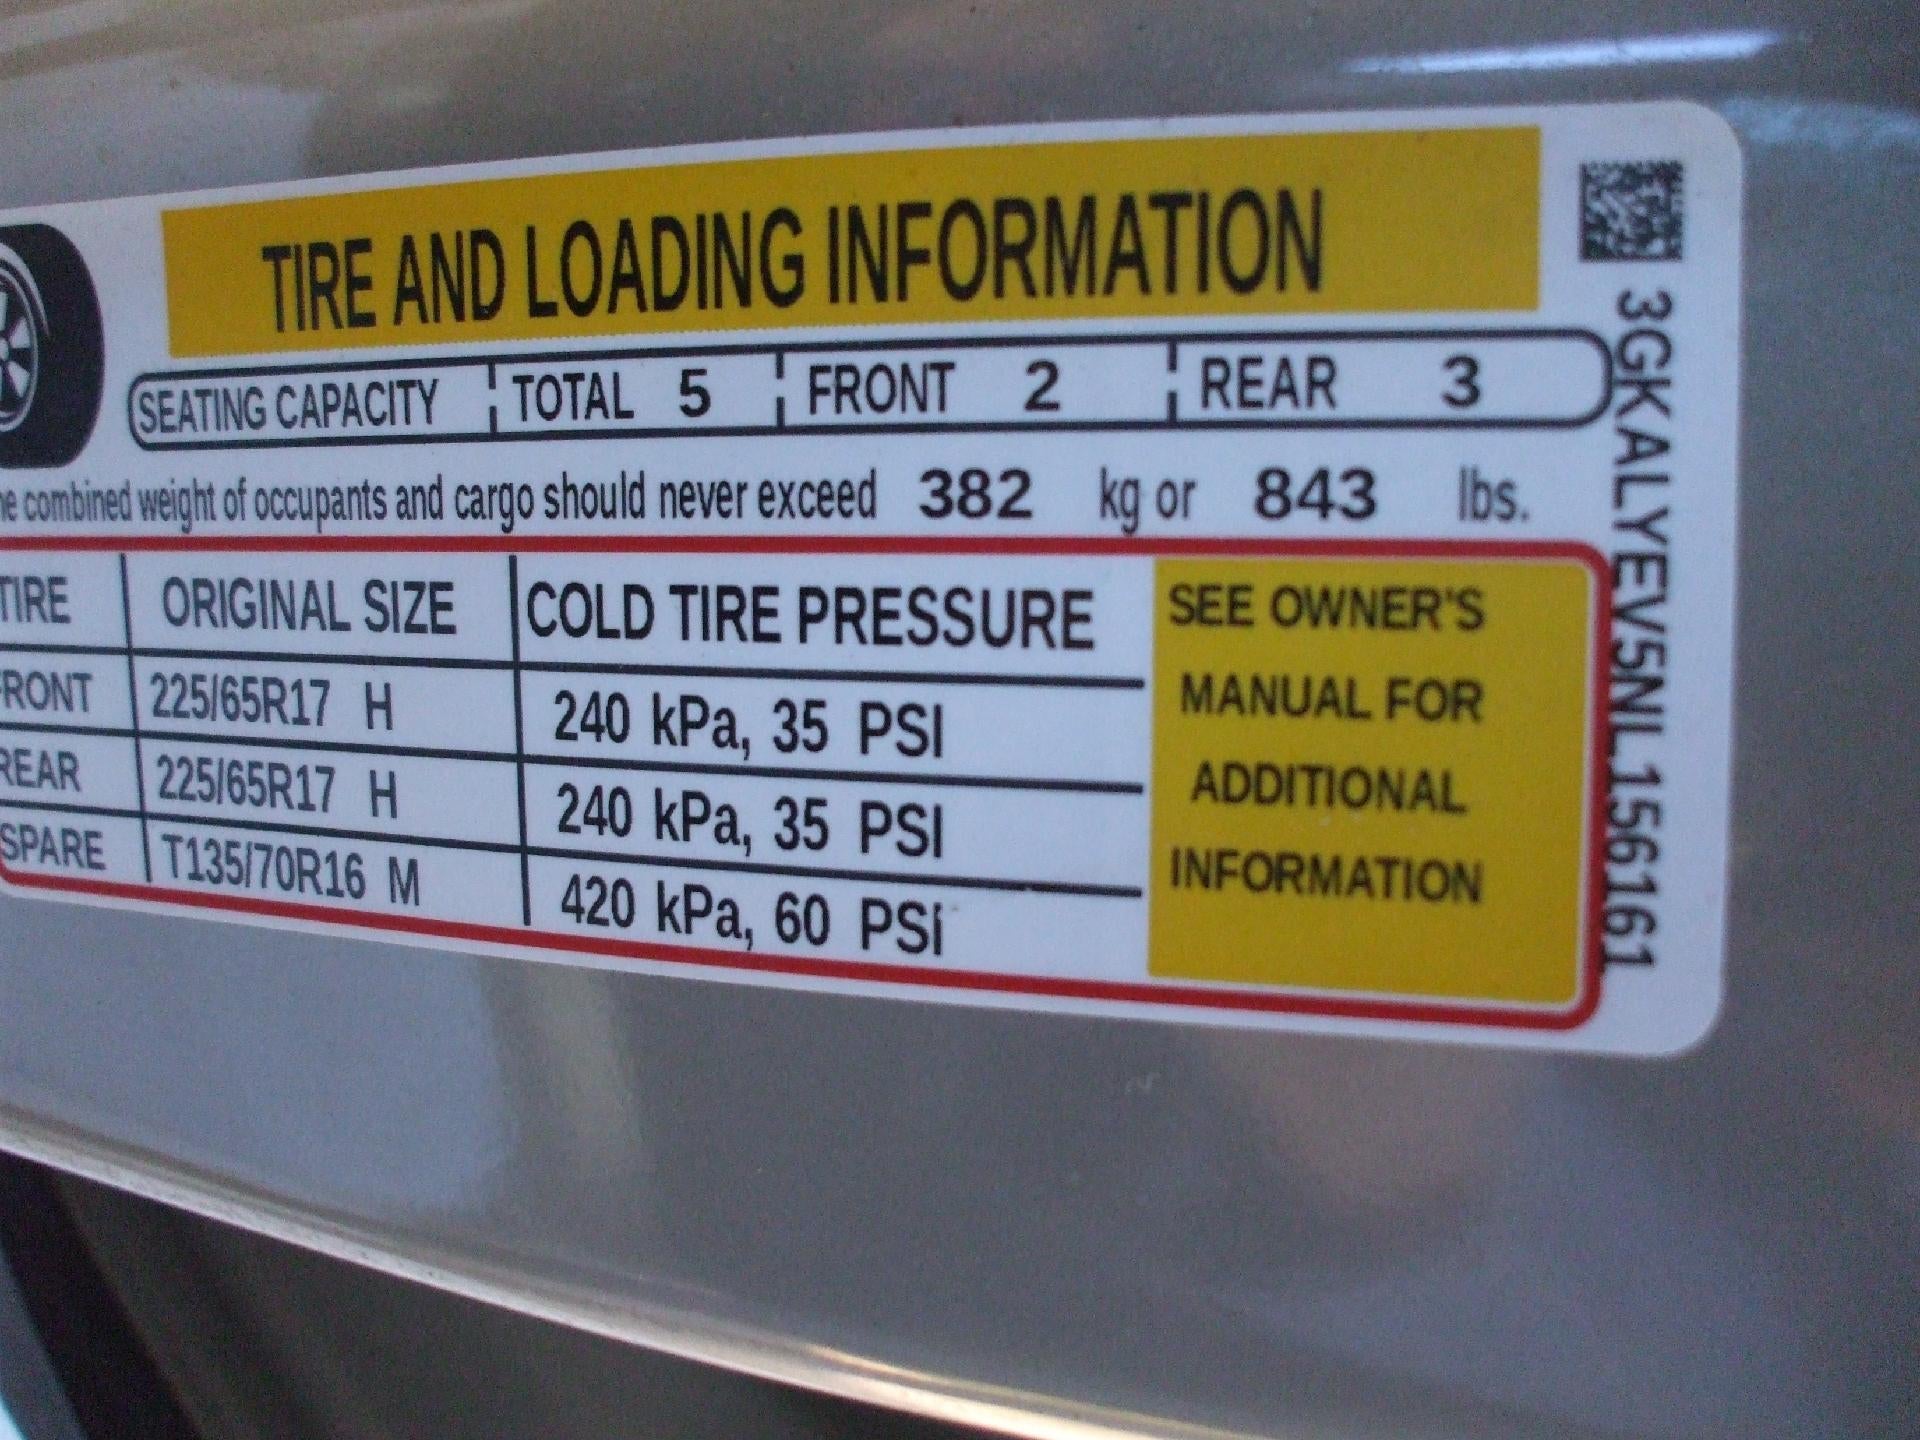 TIRE AND LOADING INFORMATION
SEATING CAPACITY TOTAL 5 FRONT 2 REAR 3
combined weight of occupants and cargo should never exceed 382 kg or 843 lbs.
TIRE ORIGINAL SIZE COLD TIRE PRESSURE
FRONT 225/65R17 H 240 kPa, 35 PSI
REAR 225/65R17 H 240 kPa, 35 PSI
SPARE T135/70R16 M 420 kPa, 60 PSI
SEE OWNER'S
MANUAL FOR
ADDITIONAL
INFORMATION
3GKALYEV5NL156161